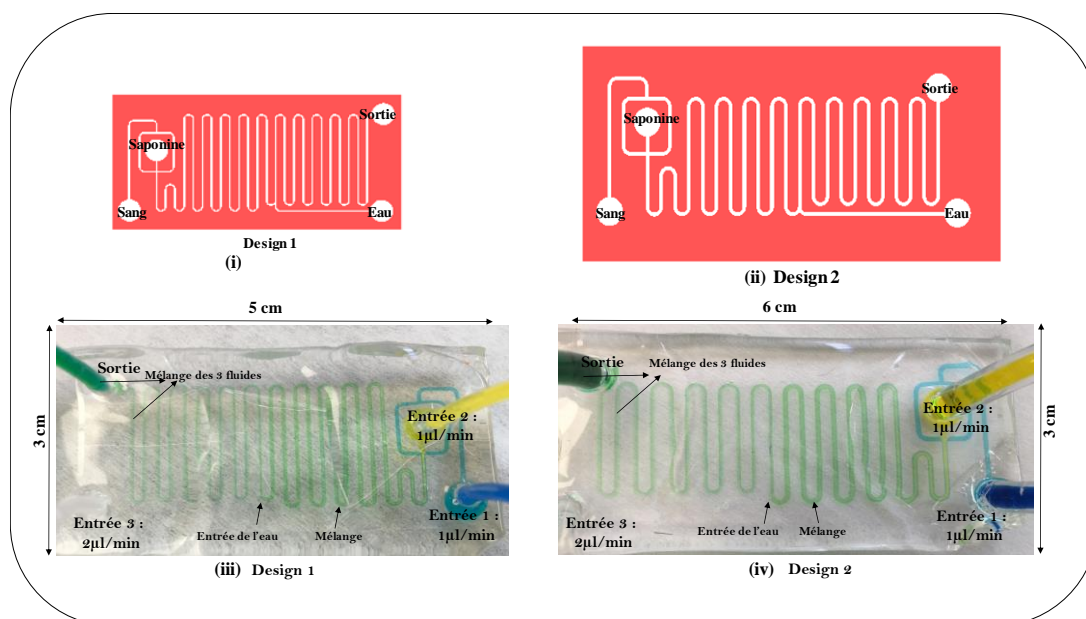 Sortie
Saponine
Sang
Eau
Design 1
(i)
Sortie
Saponine
Sang
Eau
(ii) Design 2
5 cm
3 cm
Sortie
Mélange des 3 fluides
Entrée 2 :
1µl/min
Entrée 3 :
2µl/min
Entrée de l'eau
Mélange
Entrée 1 :
1µl/min
(iii) Design 1
6 cm
3 cm
Sortie
Mélange des 3 fluides
Entrée 2 :
1µl/min
Entrée 3 :
2µl/min
Entrée de l'eau
Mélange
Entrée 1 :
1µl/min
(iv) Design 2